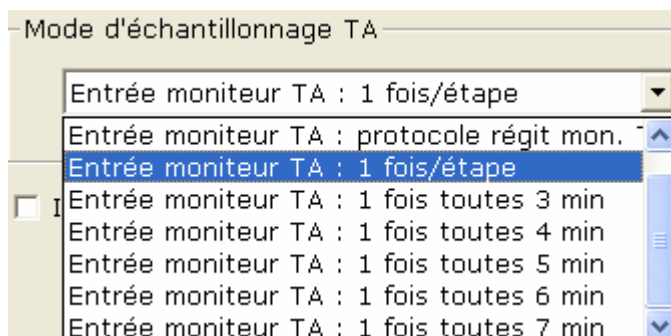 Mode d'échantillonnage TA
Entrée moniteur TA : 1 fois/étape
Entrée moniteur TA : protocole régit mon.
Entrée moniteur TA : 1 fois/étape
Entrée moniteur TA : 1 fois toutes 3 min
Entrée moniteur TA : 1 fois toutes 4 min
Entrée moniteur TA : 1 fois toutes 5 min
Entrée moniteur TA : 1 fois toutes 6 min
Entrée moniteur TA : 1 fois toutes 7 min